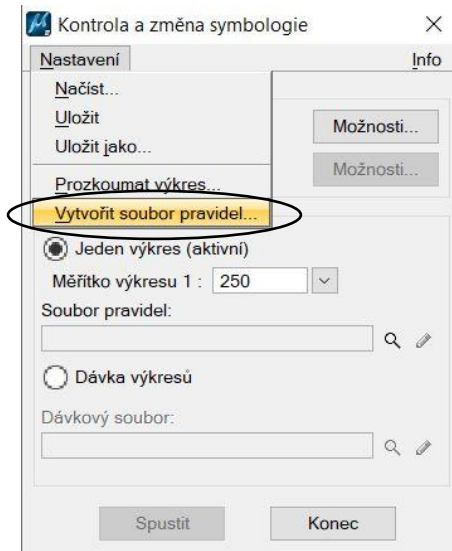 Kontrola a změna symbologie
Nastavení Info
Načíst...
Uložit
Možnosti...
Uložit jako...
Možnosti...
Prozkoumat výkres...
Vytvořit soubor pravidel...
Jeden výkres (aktivní)
Měřítko výkresu 1 : 250
Soubor pravidel:
Dávka výkresů
Dávkový soubor:
Spustit Konec